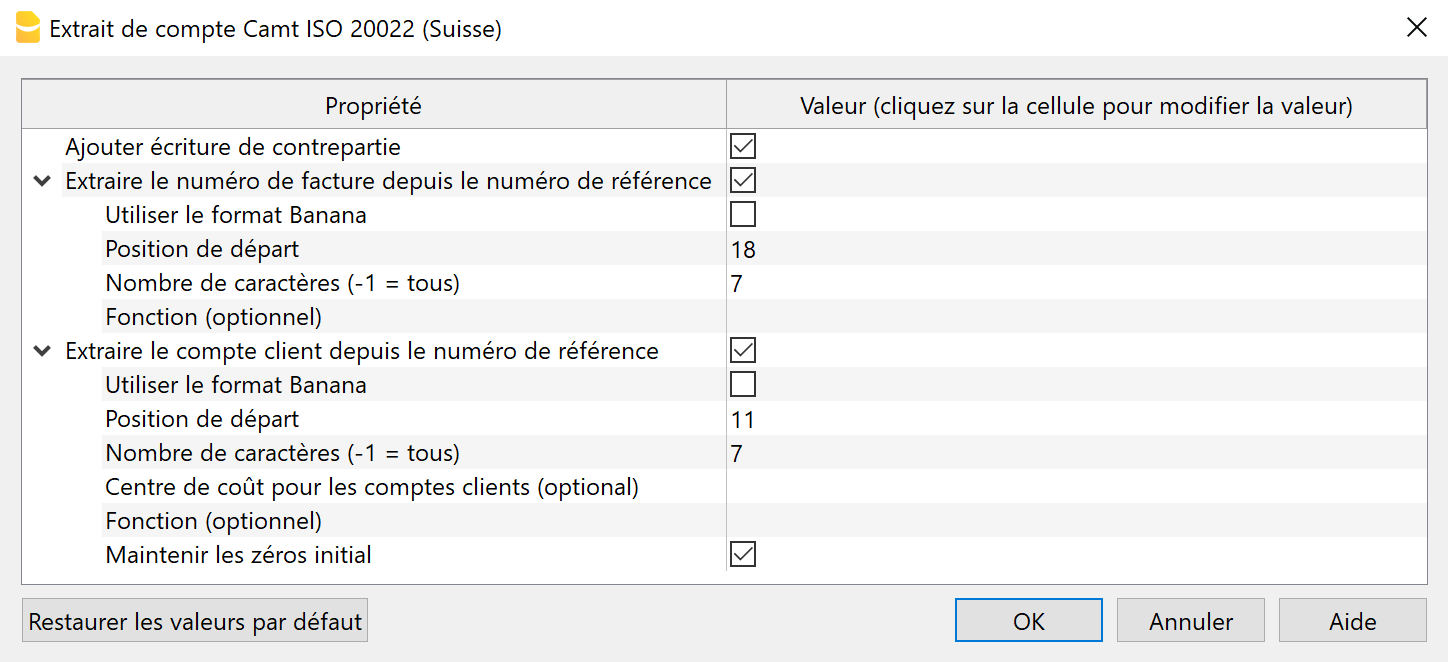 Extrait de compte Camt ISO 20022 (Suisse)
Propriété Valeur (cliquez sur la cellule pour modifier la valeur)
Ajouter écriture de contrepartie
Extraire le numéro de facture depuis le numéro de référence
Utiliser le format Banana
Position de départ 18
Nombre de caractères (-1 = tous) 7
Fonction (optionnel)
Extraire le compte client depuis le numéro de référence
Utiliser le format Banana
Position de départ 11
Nombre de caractères (-1 = tous) 7
Centre de coût pour les comptes clients (optional)
Fonction (optionnel)
Maintenir les zéros initial
Restaurer les valeurs par défaut OK Annuler Aide